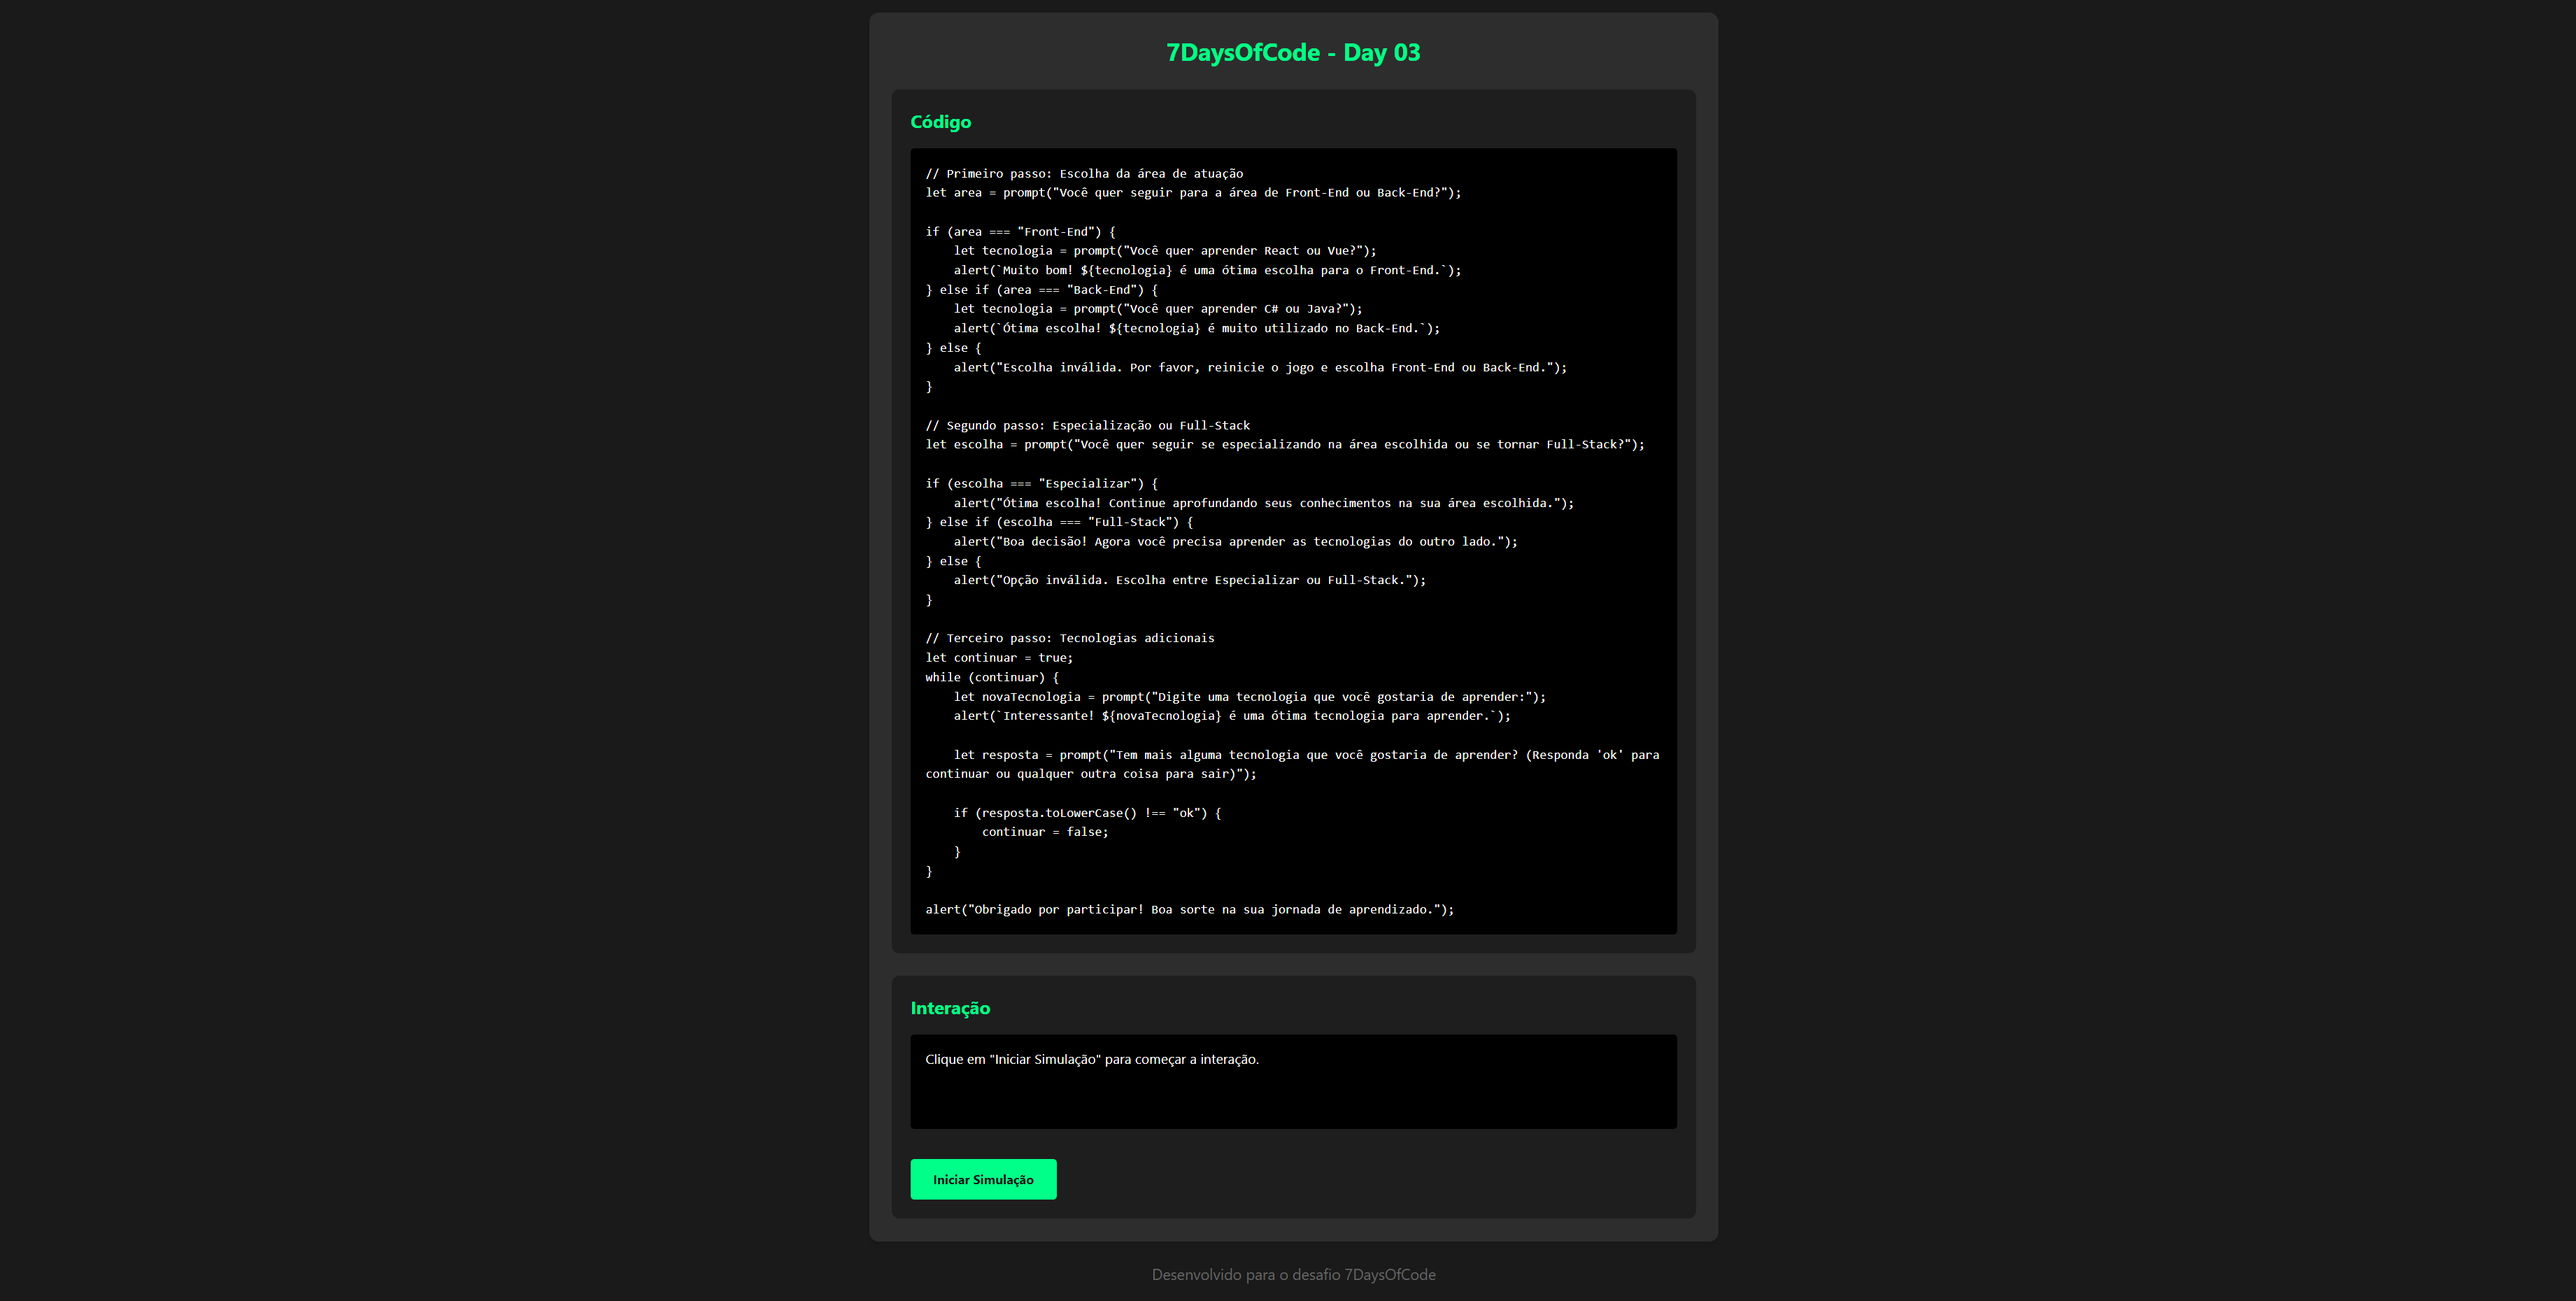 7DaysOfCode - Day 03
Código
// Primeiro passo: Escolha da área de atuação
let area = prompt("Você quer seguir para a área de Front-End ou Back-End?");
if (area === "Front-End") {
    let tecnologia = prompt("Você quer aprender React ou Vue?");
    alert(`Muito bom! ${tecnologia} é uma ótima escolha para o Front-End.`);
} else if (area === "Back-End") {
    let tecnologia = prompt("Você quer aprender C# ou Java?");
    alert(`Ótima escolha! ${tecnologia} é muito utilizado no Back-End.`);
} else {
    alert("Escolha inválida. Por favor, reinicie o jogo e escolha Front-End ou Back-End.");
}
// Segundo passo: Especialização ou Full-Stack
let escolha = prompt("Você quer seguir se especializando na área escolhida ou se tornar Full-Stack?");
if (escolha === "Especializar") {
    alert("Ótima escolha! Continue aprofundando seus conhecimentos na sua área escolhida.");
} else if (escolha === "Full-Stack") {
    alert("Boa decisão! Agora você precisa aprender as tecnologias do outro lado.");
} else {
    alert("Opção inválida. Escolha entre Especializar ou Full-Stack.");
}
// Terceiro passo: Tecnologias adicionais
let continuar = true;
while (continuar) {
    let novaTecnologia = prompt("Digite uma tecnologia que você gostaria de aprender:");
    alert(`Interessante! ${novaTecnologia} é uma ótima tecnologia para aprender.`);
    let resposta = prompt("Tem mais alguma tecnologia que você gostaria de aprender? (Responda 'ok' para
continuar ou qualquer outra coisa para sair)");
    if (resposta.toLowerCase() !== "ok") {
        continuar = false;
    }
}
alert("Obrigado por participar! Boa sorte na sua jornada de aprendizado.");
Interação
Clique em "Iniciar Simulação" para começar a interação.
Iniciar Simulação
Desenvolvido para o desafio 7DaysOfCode